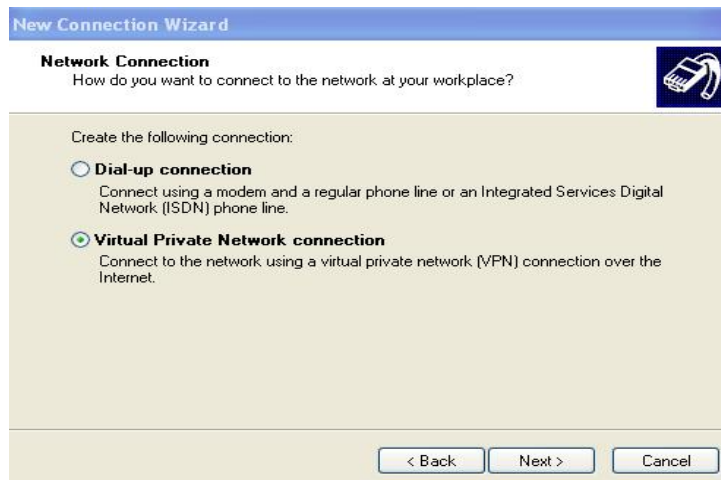 New Connection Wizard
Network Connection
How do you want to connect to the network at your workplace?
Create the following connection:
Dial-up connection
Connect using a modem and a regular phone line or an Integrated Services Digital
Network (ISDN) phone line.
Virtual Private Network connection
Connect to the network using a virtual private network (VPN) connection over the
Internet.
< Back
Next >
Cancel